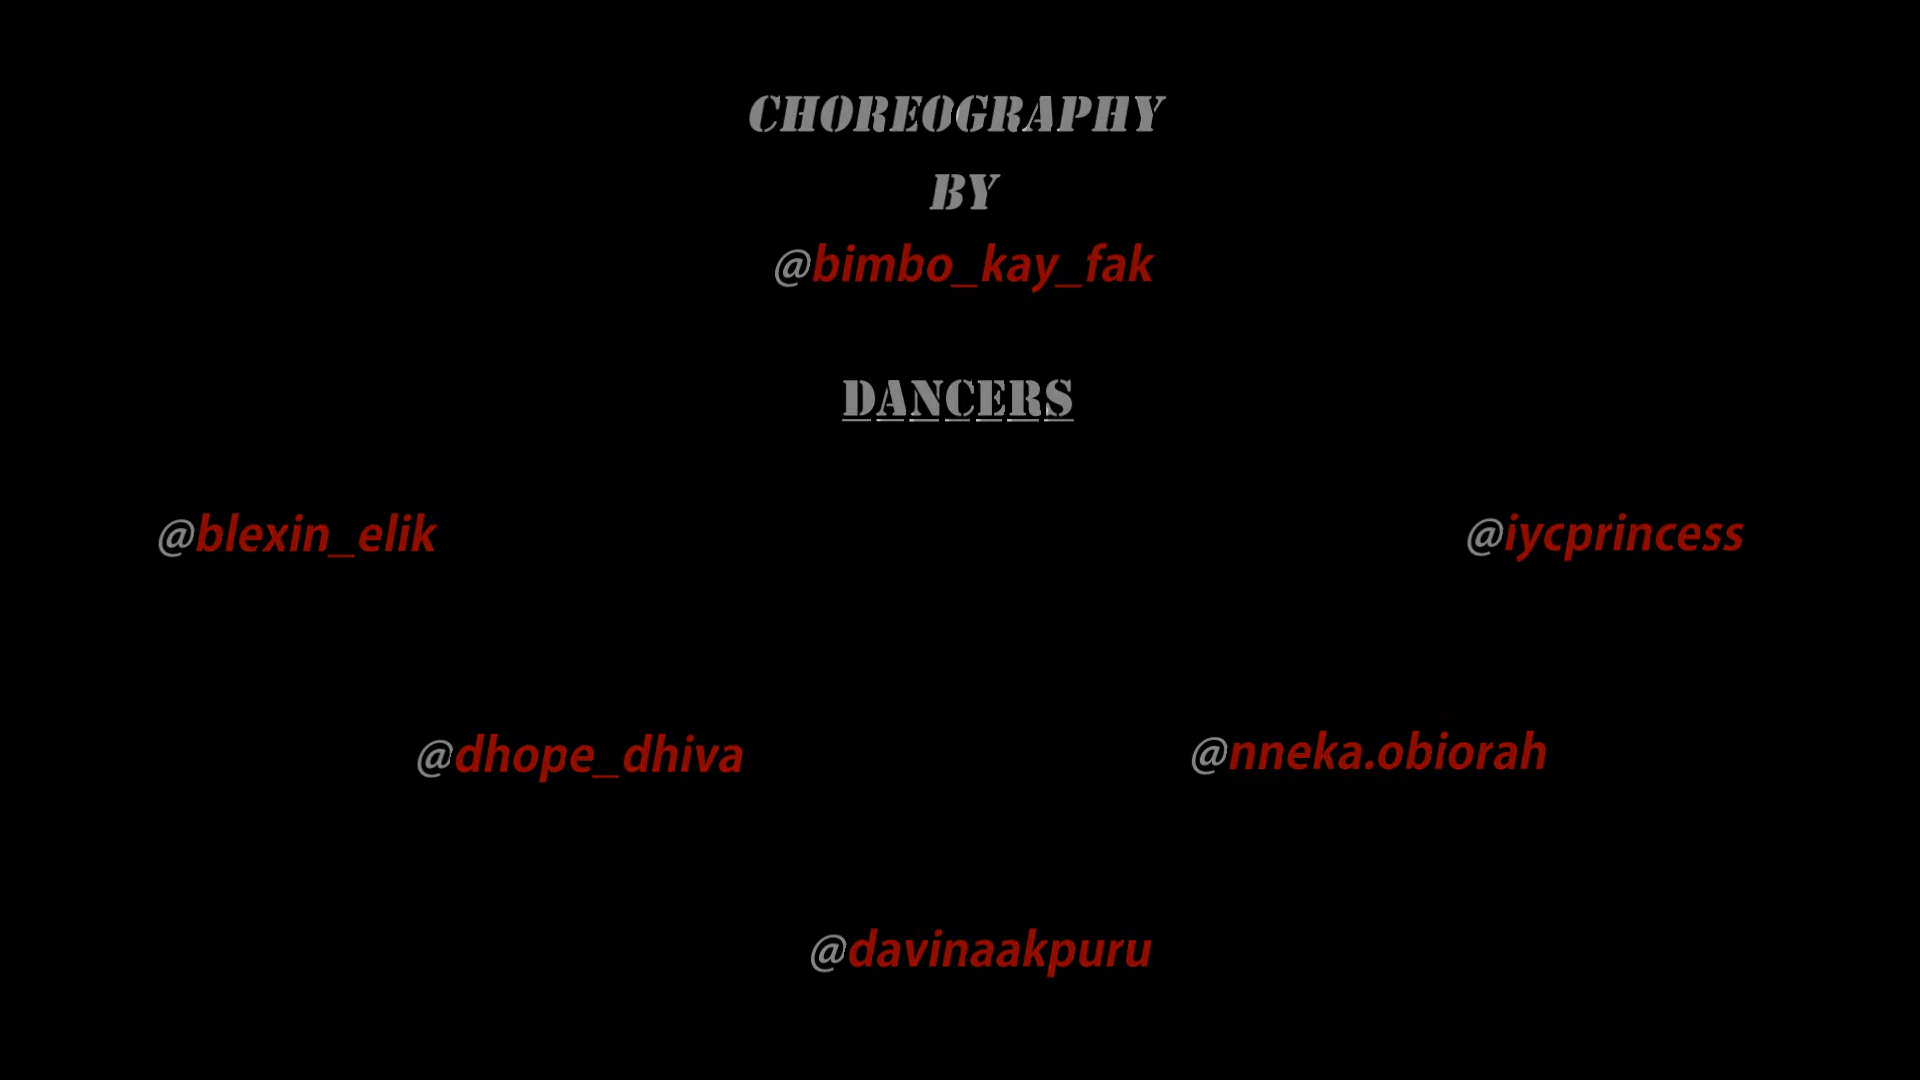 CHOREOGRAPHY
BY
@bimbo_kay_fak
DANCERS
@blexin_elik
@iycprincess
@dhope_dhiva
@nneka.obiorah
@davinaakpuru